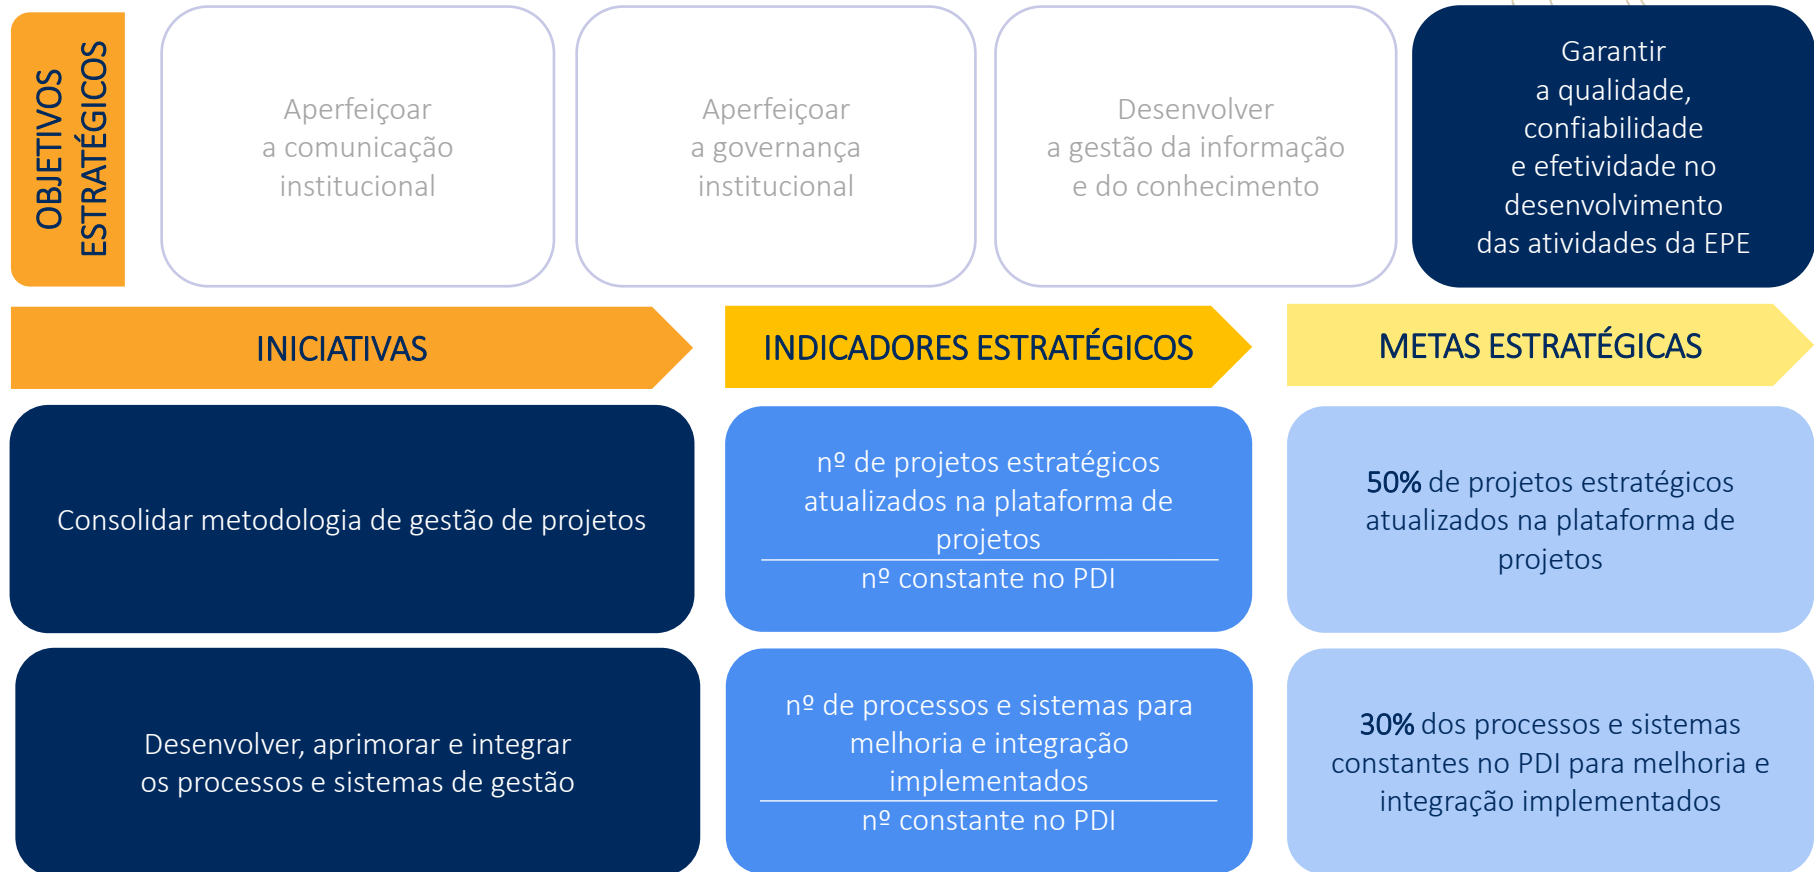 OBJETIVOS
ESTRATÉGICOS
Aperfeiçoar
a comunicação
institucional
Aperfeiçoar
a governança
institucional
Desenvolver
a gestão da informação
e do conhecimento
Garantir
a qualidade,
confiabilidade
e efetividade no
desenvolvimento
das atividades da EPE
INICIATIVAS
INDICADORES ESTRATÉGICOS
METAS ESTRATÉGICAS
Consolidar metodologia de gestão de projetos
nº de projetos estratégicos
atualizados na plataforma de
projetos
nº constante no PDI
50% de projetos estratégicos
atualizados na plataforma de
projetos
Desenvolver, aprimorar e integrar
os processos e sistemas de gestão
nº de processos e sistemas para
melhoria e integração
implementados
nº constante no PDI
30% dos processos e sistemas
constantes no PDI para melhoria e
integração implementados